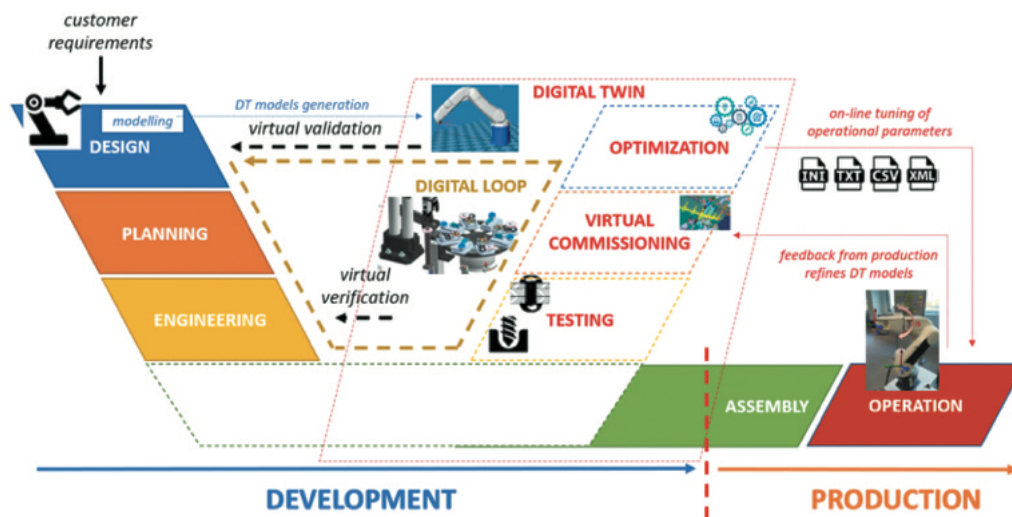 customer
requirements
modelling
DESIGN
DT models generation
virtual validation
DIGITAL TWIN
OPTIMIZATION
on-line tuning of
operational parameters
INI
TXT
CSV
XML
DIGITAL LOOP
PLANNING
VIRTUAL
COMMISSIONING
feedback from production
refines DT models
virtual
verification
ENGINEERING
TESTING
ASSEMBLY
OPERATION
DEVELOPMENT
PRODUCTION